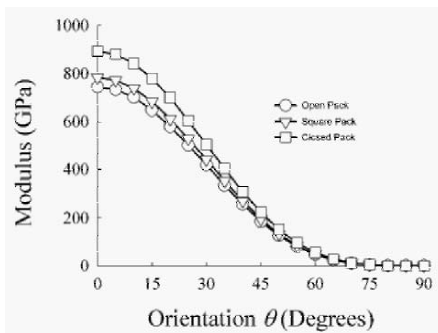 1000
800
600
400
200
0
Modulus (GPa)
Open Pack
Square Pack
Closed Pack
0 15 30 45 60 75 90
Orientation θ (Degrees)